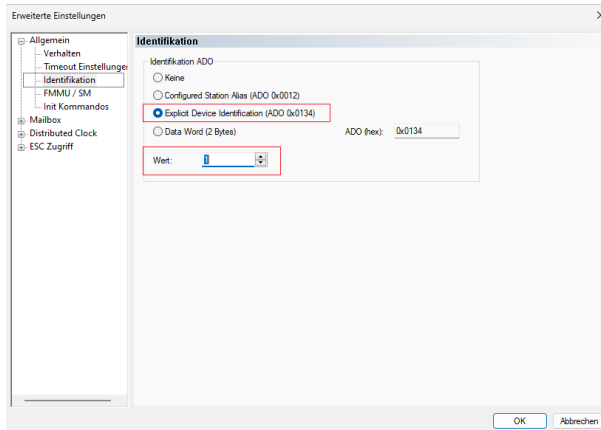 Erweiterte Einstellungen
Allgemein
Verhalten
Timeout Einstellunge
Identifikation
FMMU / SM
Init Kommandos
Mailbox
Distributed Clock
ESC Zugriff
Identifikation
Identifikation ADO
Keine
Configured Station Alias (ADO 0x0012)
Explicit Device Identification (ADO 0x0134)
Data Word (2 Bytes) ADO (hex): 0x0134
Wert: 1
OK Abbrechen